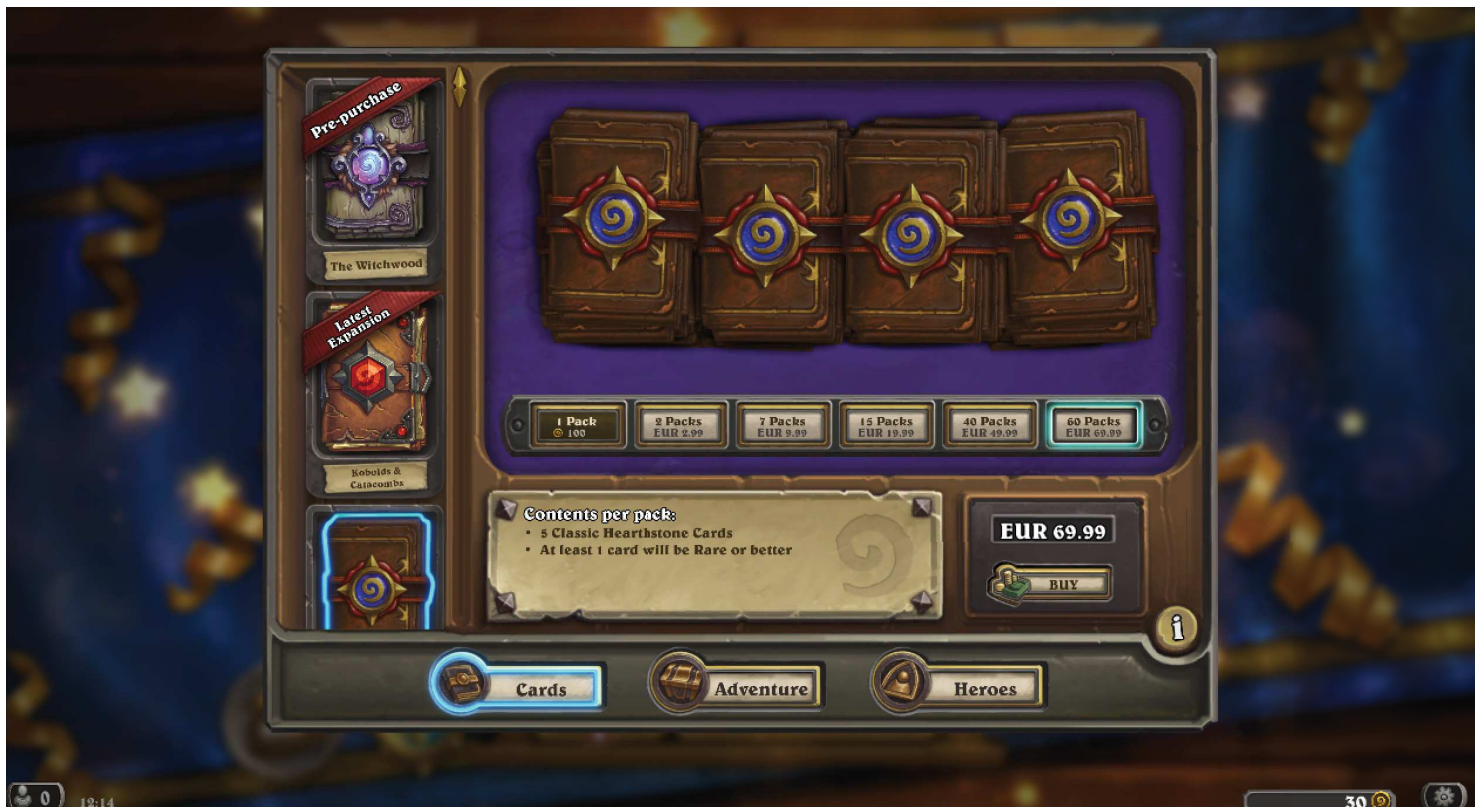 Pre-purchase
The Witchwood
Latest
Expansion
Kobolds &
Catacombs
1 Pack
100
2 Packs
EUR 2.99
7 Packs
EUR 9.99
15 Packs
EUR 19.99
40 Packs
EUR 49.99
60 Packs
EUR 69.99
Contents per pack:
• 5 Classic Hearthstone Cards
• At least 1 card will be Rare or better
EUR 69.99
BUY
i
Cards
Adventure
Heroes
0
12:14
30